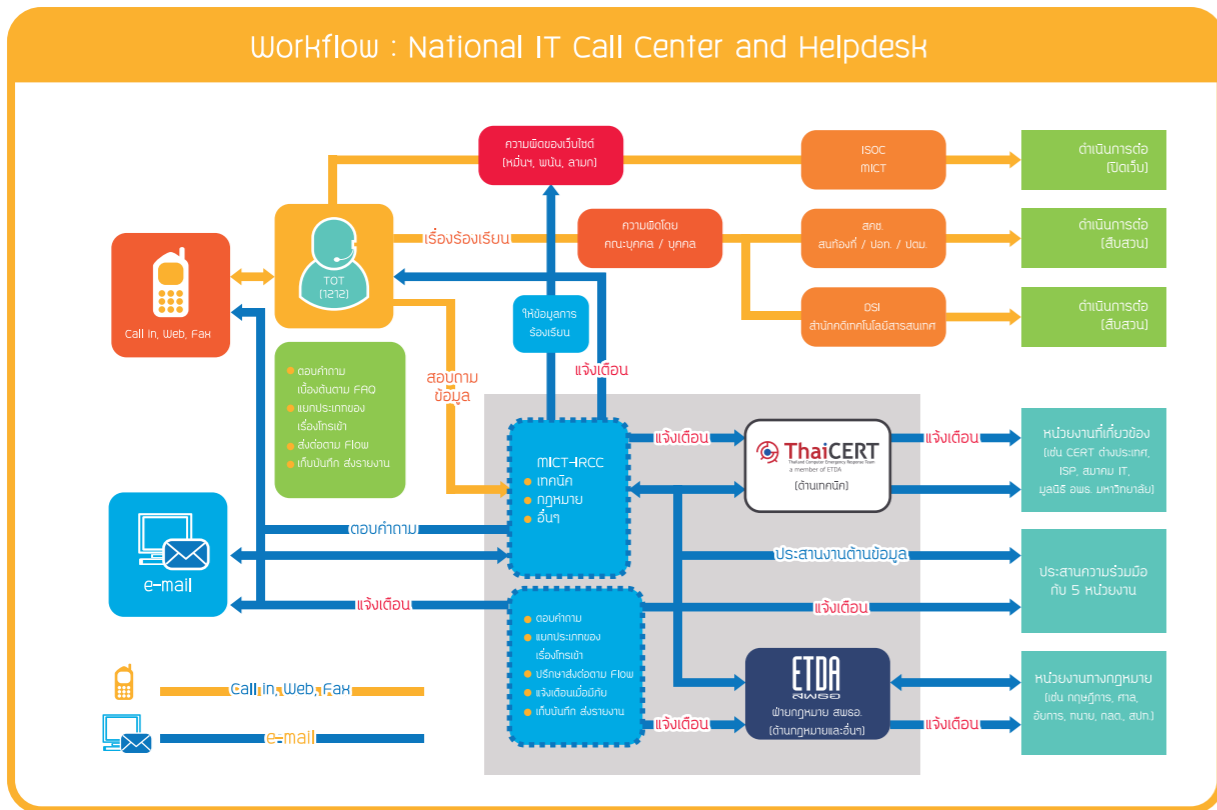 Workflow : National IT Call Center and Helpdesk
ความผิดของเว็บไซต์
(หมิ่นฯ, พนัน, ลามก)
ISOC
MICT
ดำเนินการต่อ
(ปิดเว็บ)
เรื่องร้องเรียน
ความผิดโดย
คณะบุคคล / บุคคล
สคช.
สนท้องที่ / ปอท. / ปดม.
ดำเนินการต่อ
(สืบสวน)
TOT
(1212)
Call in, Web, Fax
ให้ข้อมูลการ
ร้องเรียน
DSI
สำนักคดีเทคโนโลยีสารสนเทศ
ดำเนินการต่อ
(สืบสวน)
ตอบคำถาม
เบื้องต้นตาม FAQ
แยกประเภทของ
เรื่องโทรเข้า
ส่งต่อตาม Flow
เก็บบันทึก ส่งรายงาน
สอบถาม
ข้อมูล
แจ้งเตือน
MICT-IRCC
เทคนิค
กฎหมาย
อื่นๆ
แจ้งเตือน
ThaiCERT
Thailand Computer Emergency Response Team
a member of ETDA
(ด้านเทคนิค)
แจ้งเตือน
หน่วยงานที่เกี่ยวข้อง
(เช่น CERT ต่างประเทศ,
ISP, สมาคม IT,
มูลนิธิ อพธ. มหาวิทยาลัย)
e-mail
ตอบคำถาม
ประสานงานด้านข้อมูล
ประสานความร่วมมือ
กับ 5 หน่วยงาน
แจ้งเตือน
ตอบคำถาม
แยกประเภทของ
เรื่องโทรเข้า
ปรึกษาส่งต่อตาม Flow
แจ้งเตือนเมื่อมีภัย
เก็บบันทึก ส่งรายงาน
แจ้งเตือน
แจ้งเตือน
ETDA
สพธอ
ฝ่ายกฎหมาย สพธอ.
(ด้านกฎหมายและอื่นๆ)
แจ้งเตือน
หน่วยงานทางกฎหมาย
(เช่น กฤษฎีการ, ศาล,
อัยการ, ทนาย, กลต., สปท.)
Call in, Web, Fax
e-mail